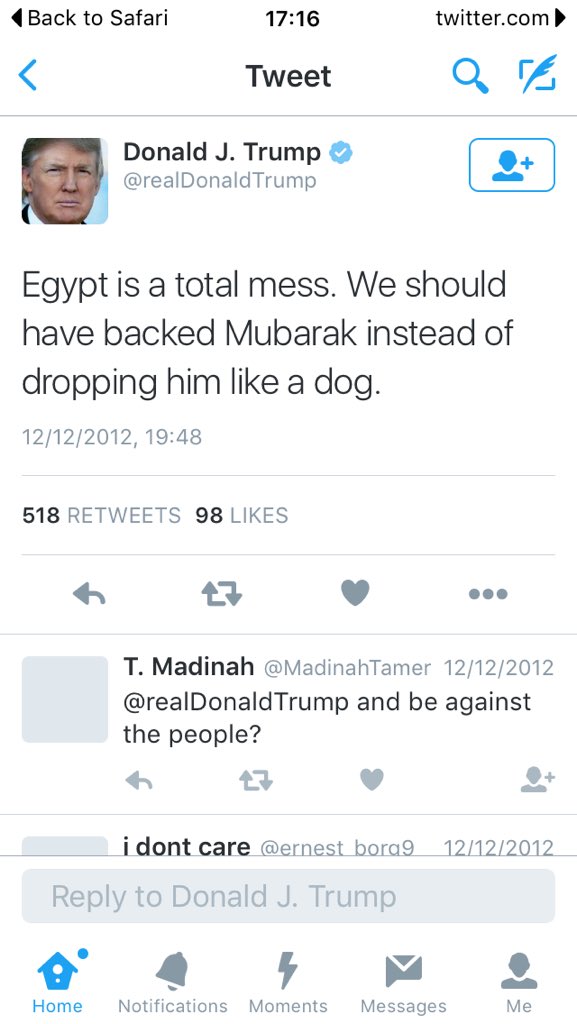 Back to Safari 17:16 twitter.com
Tweet
Donald J. Trump
@realDonaldTrump
Egypt is a total mess. We should
have backed Mubarak instead of
dropping him like a dog.
12/12/2012, 19:48
518 RETWEETS 98 LIKES
T. Madinah @MadinahTamer 12/12/2012
@realDonaldTrump and be against
the people?
i dont care @ernest_borg9 12/12/2012
Reply to Donald J. Trump
Home Notifications Moments Messages Me